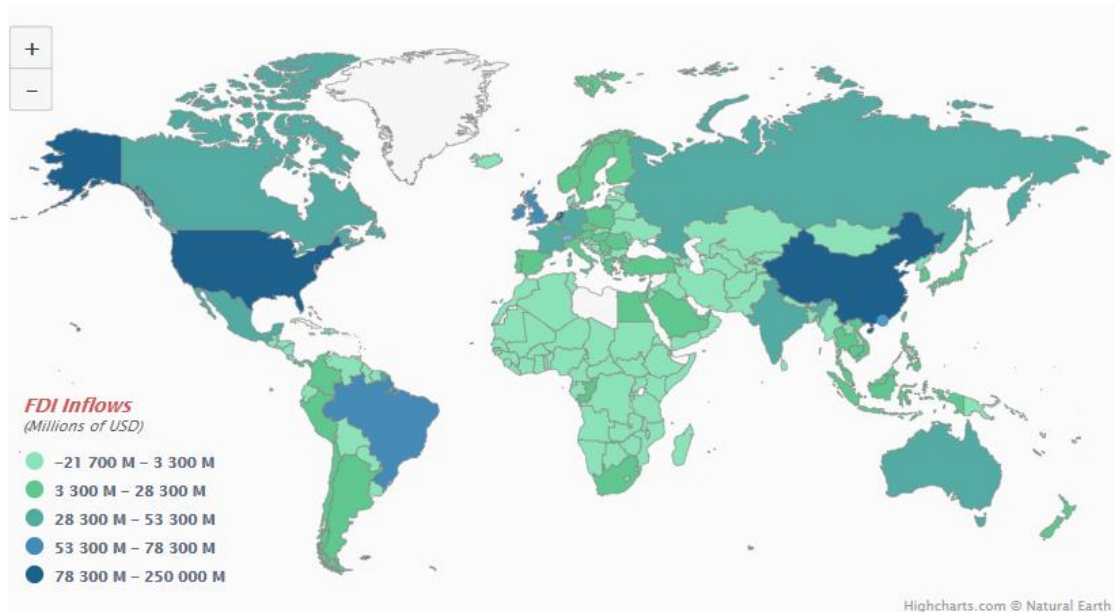 +
−
FDI Inflows
(Millions of USD)
−21 700 M – 3 300 M
3 300 M – 28 300 M
28 300 M – 53 300 M
53 300 M – 78 300 M
78 300 M – 250 000 M
Highcharts.com © Natural Earth